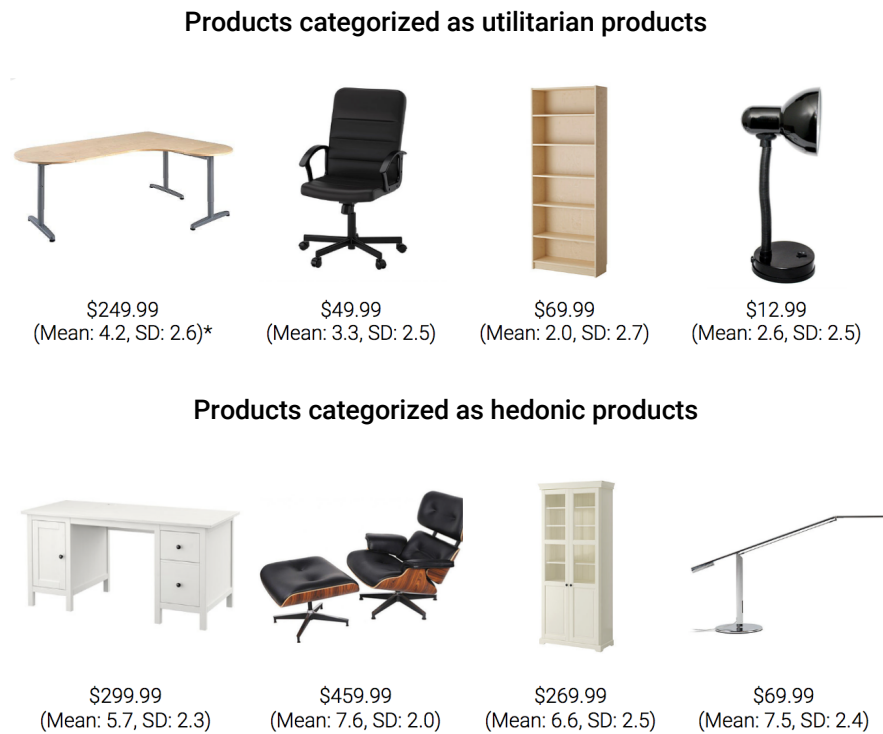 Products categorized as utilitarian products
$249.99
(Mean: 4.2, SD: 2.6)*
$49.99
(Mean: 3.3, SD: 2.5)
$69.99
(Mean: 2.0, SD: 2.7)
$12.99
(Mean: 2.6, SD: 2.5)
Products categorized as hedonic products
$299.99
(Mean: 5.7, SD: 2.3)
$459.99
(Mean: 7.6, SD: 2.0)
$269.99
(Mean: 6.6, SD: 2.5)
$69.99
(Mean: 7.5, SD: 2.4)